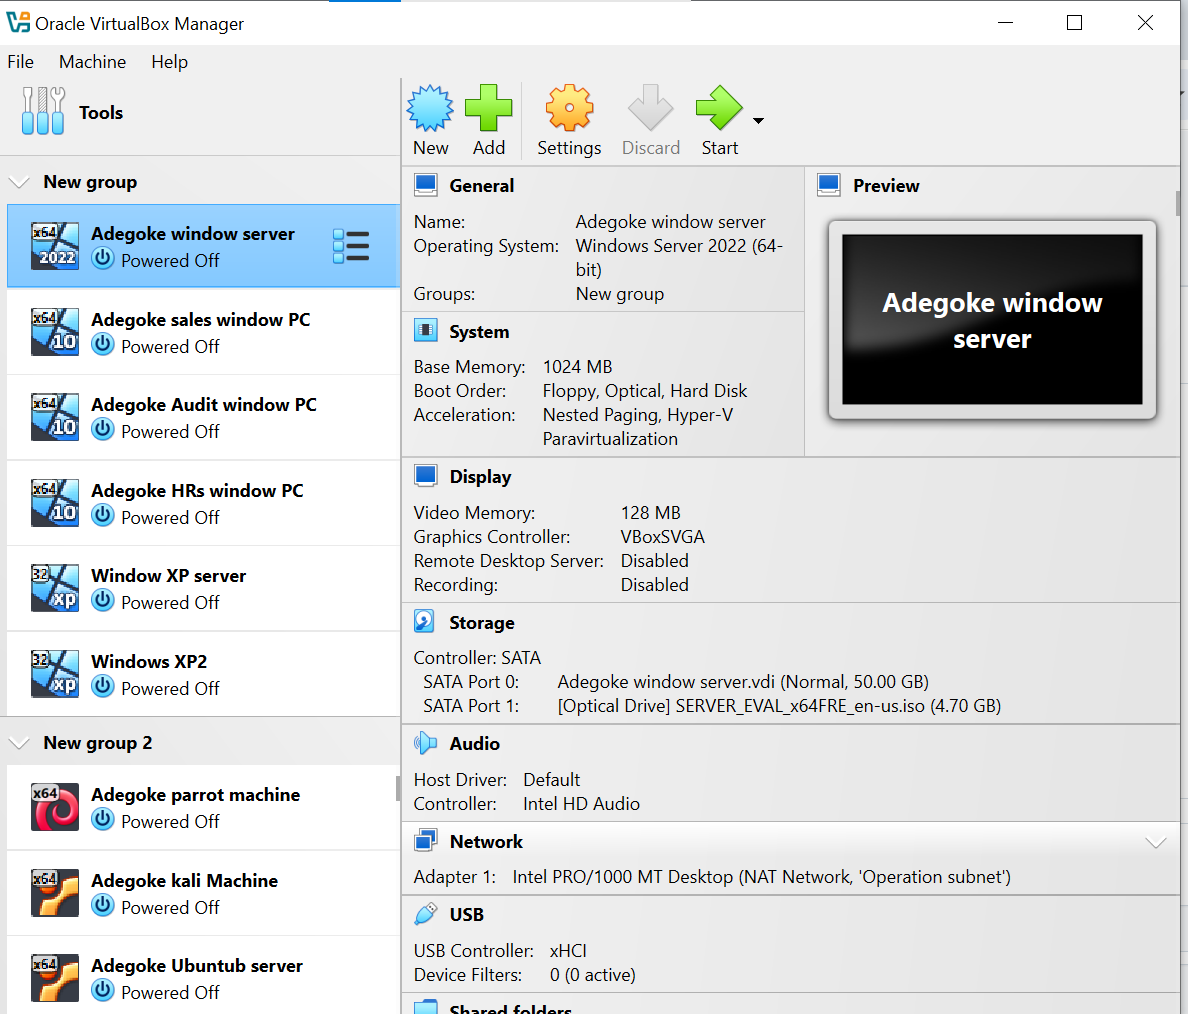 Oracle VirtualBox Manager
File Machine Help
Tools
New group
x64 2022 Adegoke window server
Powered Off
x64 10 Adegoke sales window PC
Powered Off
x64 10 Adegoke Audit window PC
Powered Off
x64 10 Adegoke HRs window PC
Powered Off
32 xp Window XP server
Powered Off
32 xp Windows XP2
Powered Off
New group 2
x64 Adegoke parrot machine
Powered Off
x64 Adegoke kali Machine
Powered Off
x64 Adegoke Ubuntub server
Powered Off
New Add Settings Discard Start
General
Name: Adegoke window server
Operating System: Windows Server 2022 (64-
bit)
Groups: New group
Preview
Adegoke window
server
System
Base Memory: 1024 MB
Boot Order: Floppy, Optical, Hard Disk
Acceleration: Nested Paging, Hyper-V
Paravirtualization
Display
Video Memory: 128 MB
Graphics Controller: VBoxSVGA
Remote Desktop Server: Disabled
Recording: Disabled
Storage
Controller: SATA
SATA Port 0: Adegoke window server.vdi (Normal, 50.00 GB)
SATA Port 1: [Optical Drive] SERVER_EVAL_x64FRE_en-us.iso (4.70 GB)
Audio
Host Driver: Default
Controller: Intel HD Audio
Network
Adapter 1: Intel PRO/1000 MT Desktop (NAT Network, 'Operation subnet')
USB
USB Controller: xHCI
Device Filters: 0 (0 active)
Shared folders